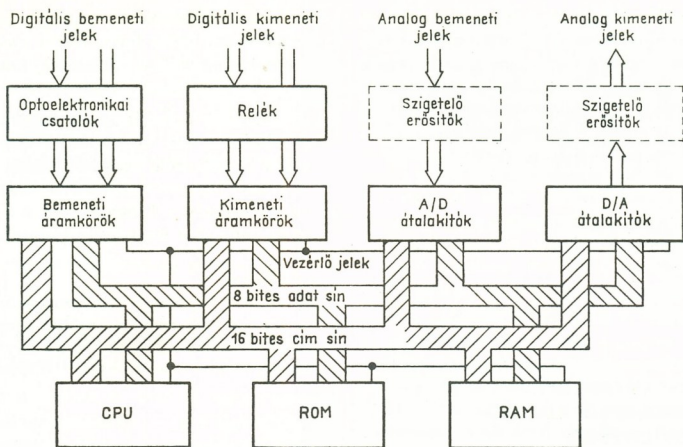 Digitális bemeneti
jelek
Digitális kimeneti
jelek
Analog bemeneti
jelek
Analog kimeneti
jelek
Optoelektronikai
csatolók
Relék
Szigetelő
erősítők
Szigetelő
erősítők
Bemeneti
áramkörök
Kimeneti
áramkörök
A/D
átalakítók
D/A
átalakítók
Vezérlő jelek
8 bites adat sin
16 bites cím sin
CPU
ROM
RAM